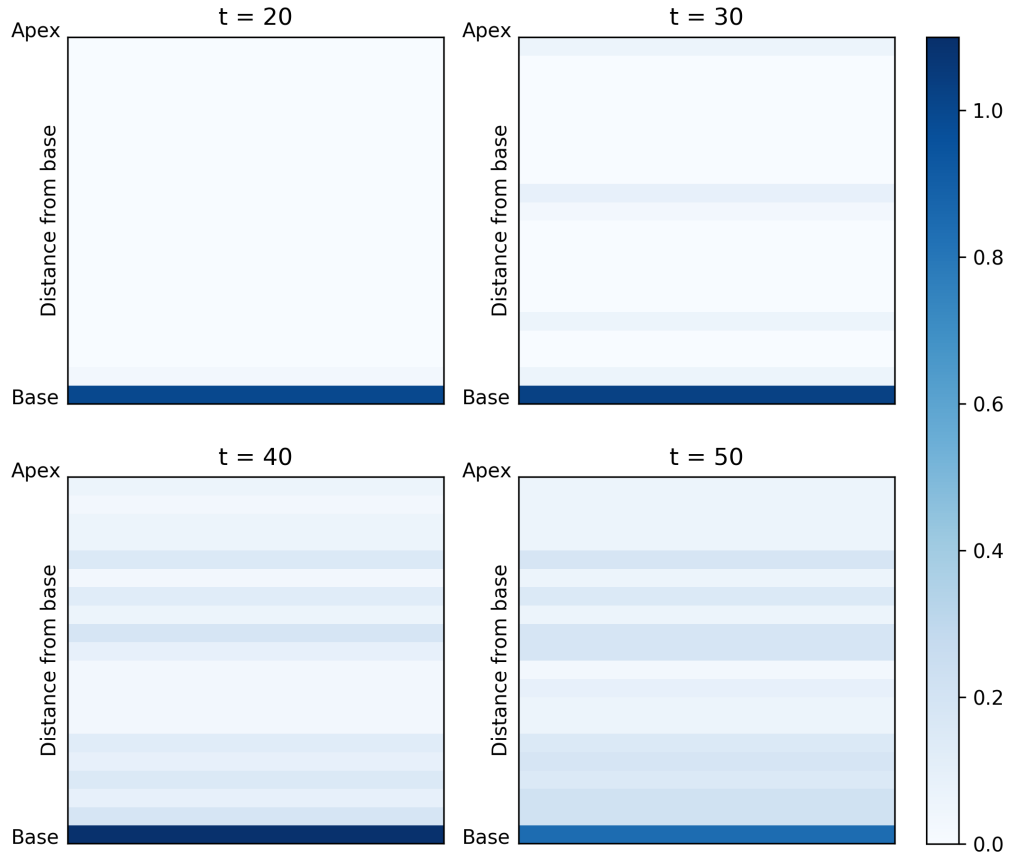 t = 20
Apex
Distance from base
Base
t = 30
Apex
Distance from base
Base
t = 40
Apex
Distance from base
Base
t = 50
Apex
Distance from base
Base
1.0
0.8
0.6
0.4
0.2
0.0